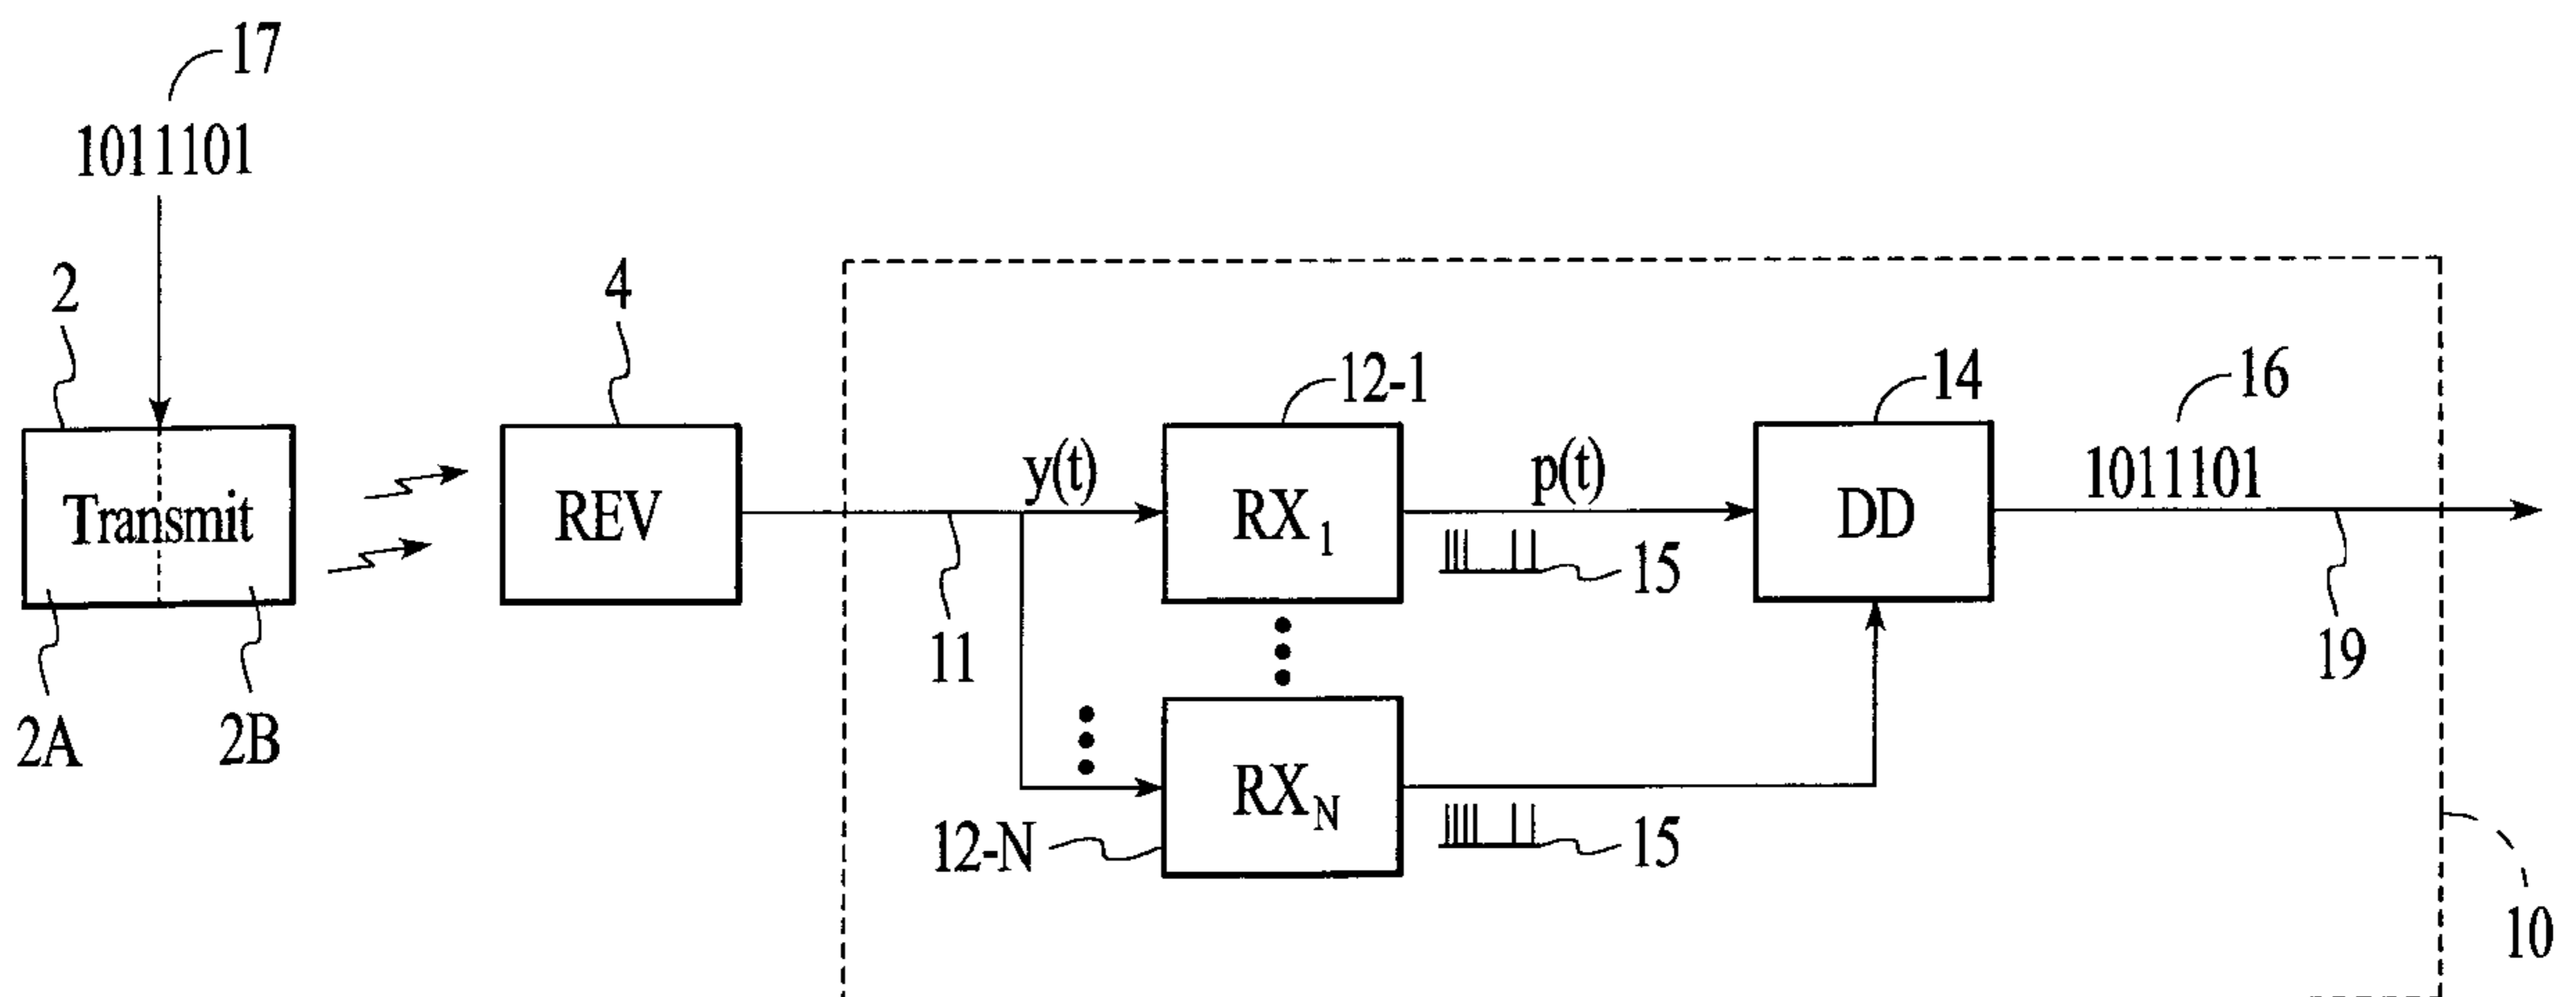 17
1011101
2
4
12-1
14
16
y(t)
p(t)
1011101
Transmit
REV
RX1
DD
15
11
19
2A
2B
RXN
12-N
15
10